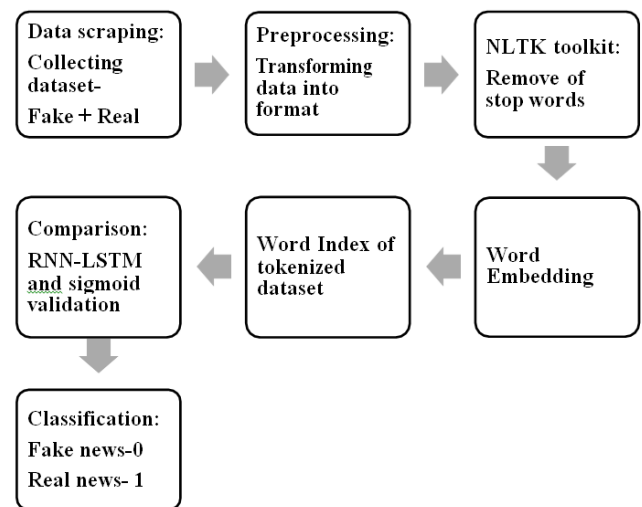 Data scraping:
Collecting
dataset-
Fake + Real
Preprocessing:
Transforming
data into
format
NLTK toolkit:
Remove of
stop words
Word
Embedding
Word Index of
tokenized
dataset
Comparison:
RNN-LSTM
and sigmoid
validation
Classification:
Fake news-0
Real news- 1